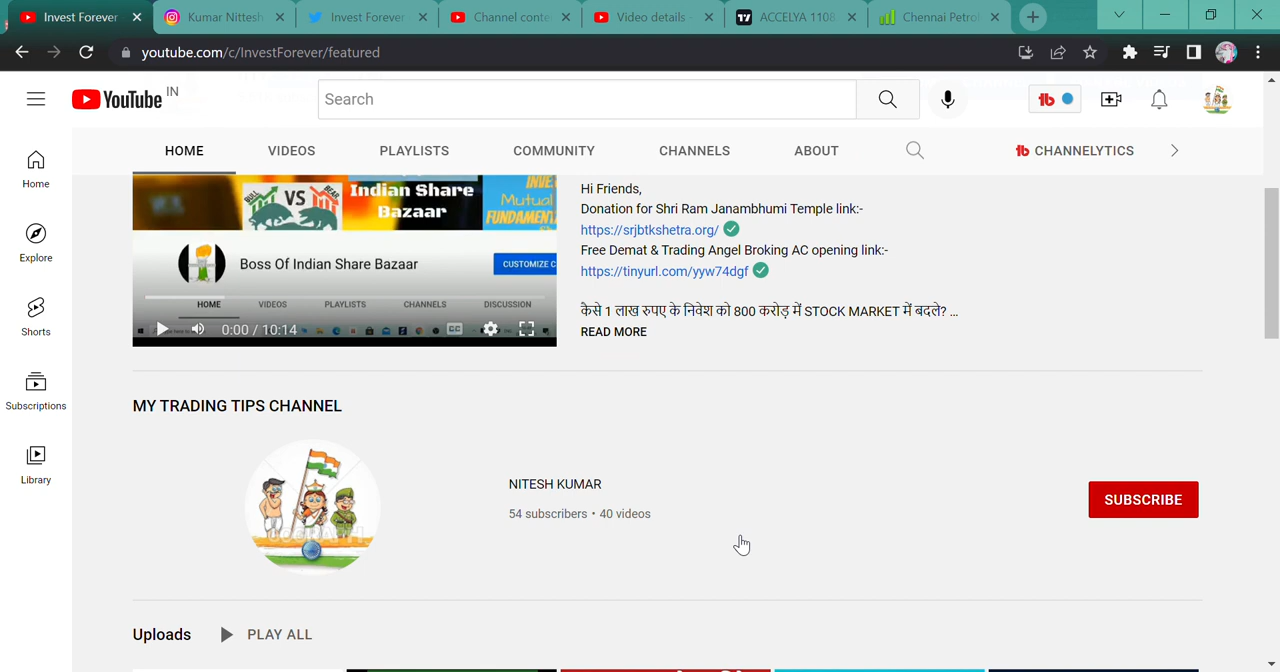 Invest Forever
Kumar Nittesh
Invest Forever
Channel conte
Video details -
ACCELYA 1108.
Chennai Petrol
youtube.com/c/InvestForever/featured
YouTube IN
Search
Home
Explore
Shorts
Subscriptions
Library
HOME VIDEOS PLAYLISTS COMMUNITY CHANNELS ABOUT CHANNELYTICS
BULL VS BEAR
Indian Share
Bazaar
Mutual
FUNDAMENT
Boss Of Indian Share Bazaar
CUSTOMIZE C
HOME VIDEOS PLAYLISTS CHANNELS DISCUSSION
0:00 / 10:14
Hi Friends,
Donation for Shri Ram Janambhumi Temple link:-
https://srjbtkshetra.org/
Free Demat & Trading Angel Broking AC opening link:-
https://tinyurl.com/yyw74dgf
कैसे 1 लाख रुपए के निवेश को 800 करोड़ में STOCK MARKET में बदले? ...
READ MORE
MY TRADING TIPS CHANNEL
NITESH KUMAR
54 subscribers • 40 videos
SUBSCRIBE
Uploads PLAY ALL